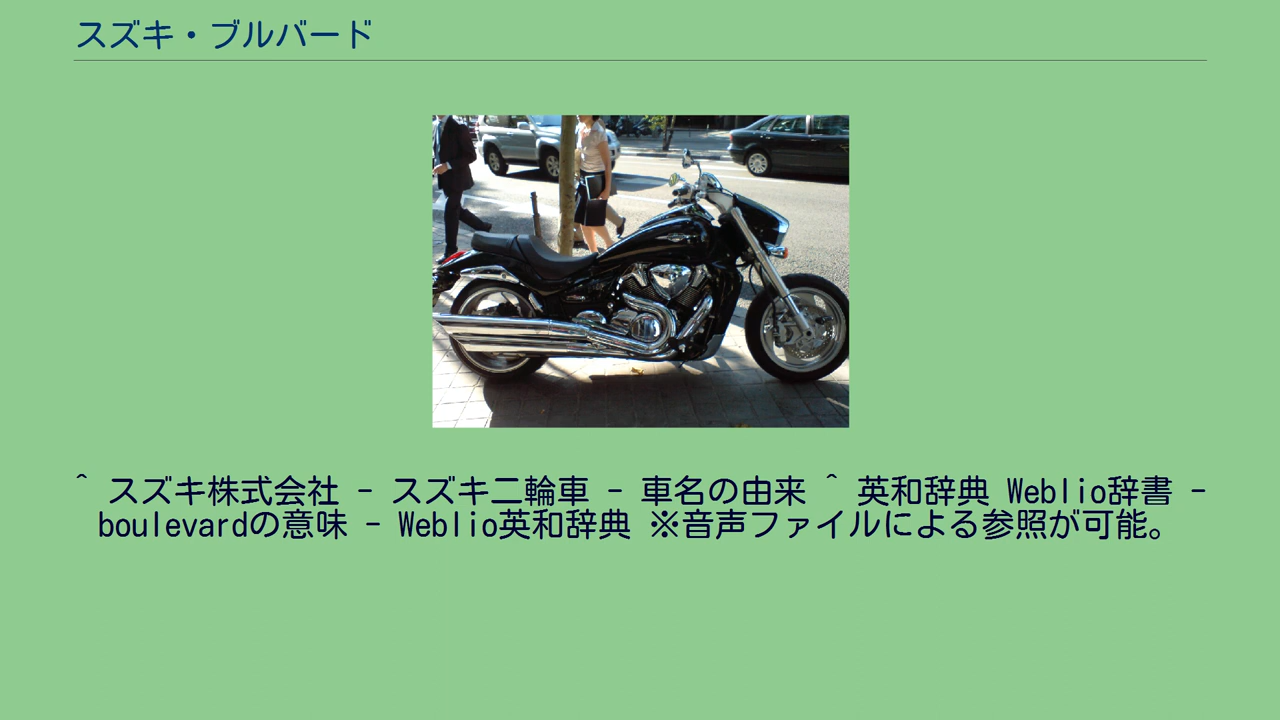 スズキ・ブルバード
^ スズキ株式会社 - スズキ二輪車 - 車名の由来 ^ 英和辞典 Weblio辞書 -
boulevardの意味 - Weblio英和辞典 ※音声ファイルによる参照が可能。